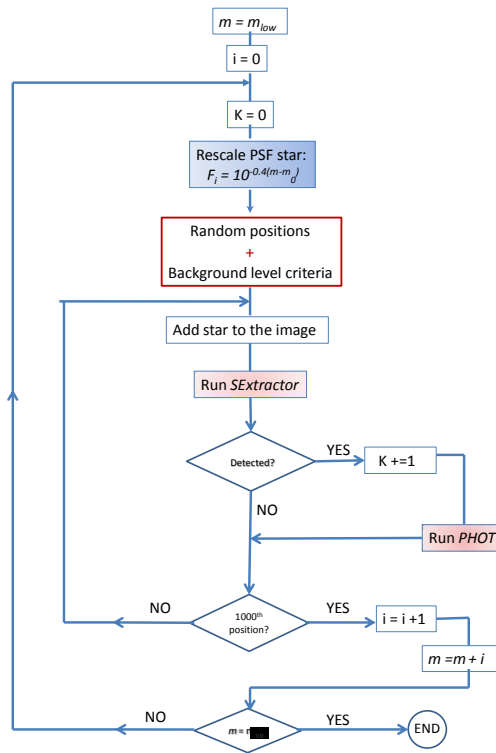 m = m_low
i = 0
K = 0
Rescale PSF star:
F_i = 10^-0.4(m-m_0)
Random positions
+
Background level criteria
Add star to the image
Run SExtractor
Detected?
YES
K +=1
NO
Run PHOT
1000th
position?
NO
YES
i = i +1
m =m + i
m =
NO
YES
END